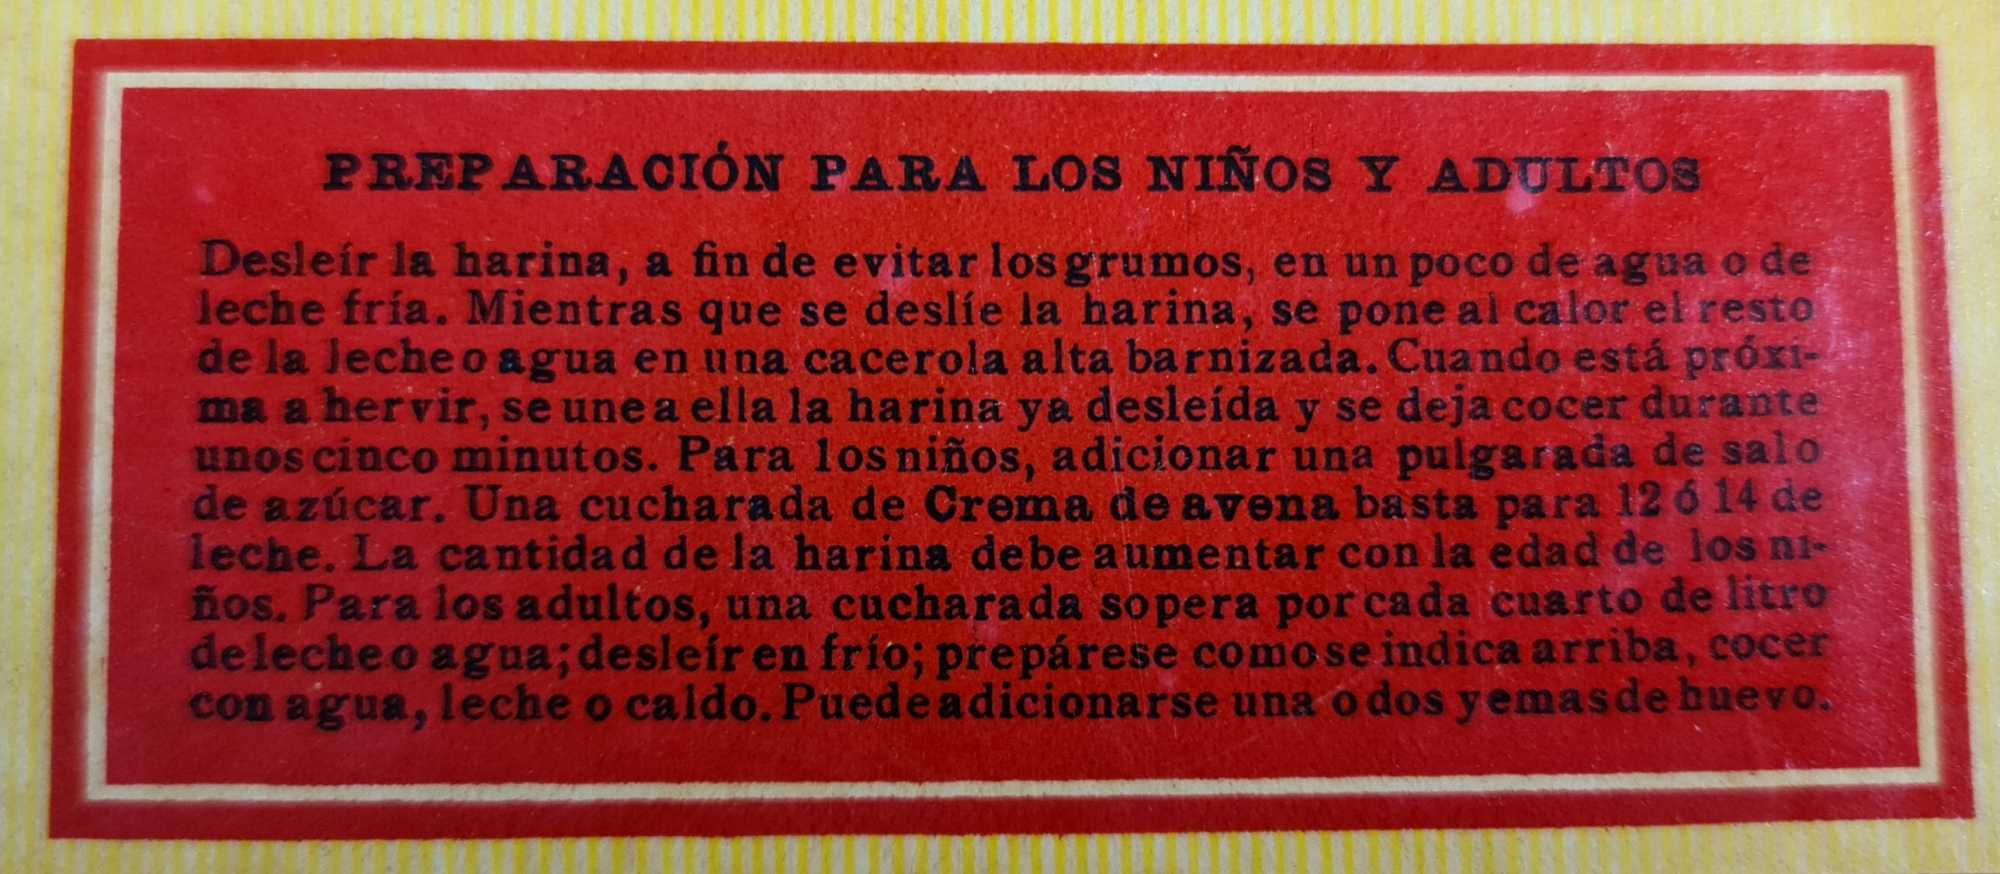 PREPARACIÓN PARA LOS NIÑOS Y ADULTOS
Desleír la harina, a fin de evitar los grumos, en un poco de agua o de
leche fría. Mientras que se deslíe la harina, se pone al calor el resto
de la leche o agua en una cacerola alta barnizada. Cuando está próxi-
ma a hervir, se une a ella la harina ya desleída y se deja cocer durante
unos cinco minutos. Para los niños, adicionar una pulgarada de sal o
de azúcar. Una cucharada de Crema de avena basta para 12 ó 14 de
leche. La cantidad de la harina debe aumentar con la edad de los ni-
ños. Para los adultos, una cucharada sopera por cada cuarto de litro
de leche o agua; desleír en frío; prepárese como se indica arriba, cocer
con agua, leche o caldo. Puede adicionarse una o dos yemas de huevo.